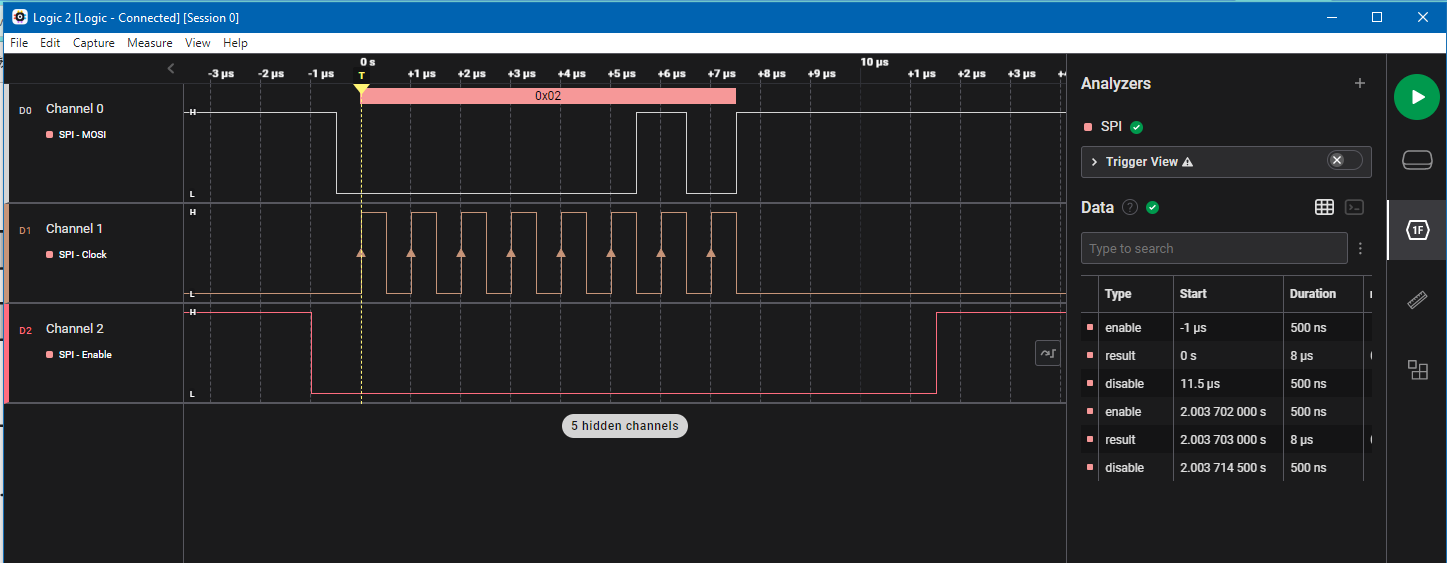 Logic 2 [Logic - Connected] [Session 0]
File Edit Capture Measure View Help
0 s 10 µs
-3 µs -2 µs -1 µs T +1 µs +2 µs +3 µs +4 µs +5 µs +6 µs +7 µs +8 µs +9 µs +1 µs +2 µs +3 µs
0x02
D0 Channel 0
SPI - MOSI
H
L
D1 Channel 1
SPI - Clock
H
L
D2 Channel 2
SPI - Enable
H
L
5 hidden channels
Analyzers
SPI
Trigger View
Data
Type to search
Type Start Duration
enable -1 µs 500 ns
result 0 s 8 µs
disable 11.5 µs 500 ns
enable 2.003 702 000 s 500 ns
result 2.003 703 000 s 8 µs
disable 2.003 714 500 s 500 ns
1F